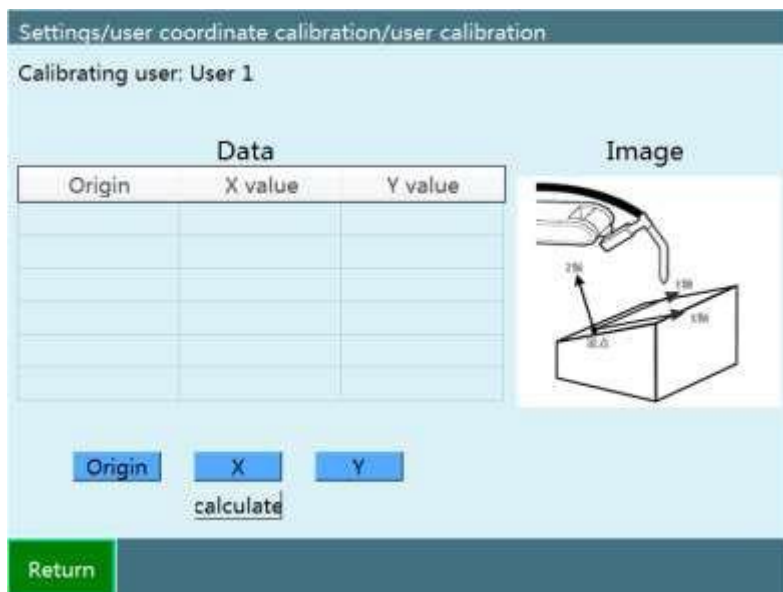 Settings/user coordinate calibration/user calibration
Calibrating user: User 1
Data
Image
Origin X value Y value
Origin X Y
calculate
Return